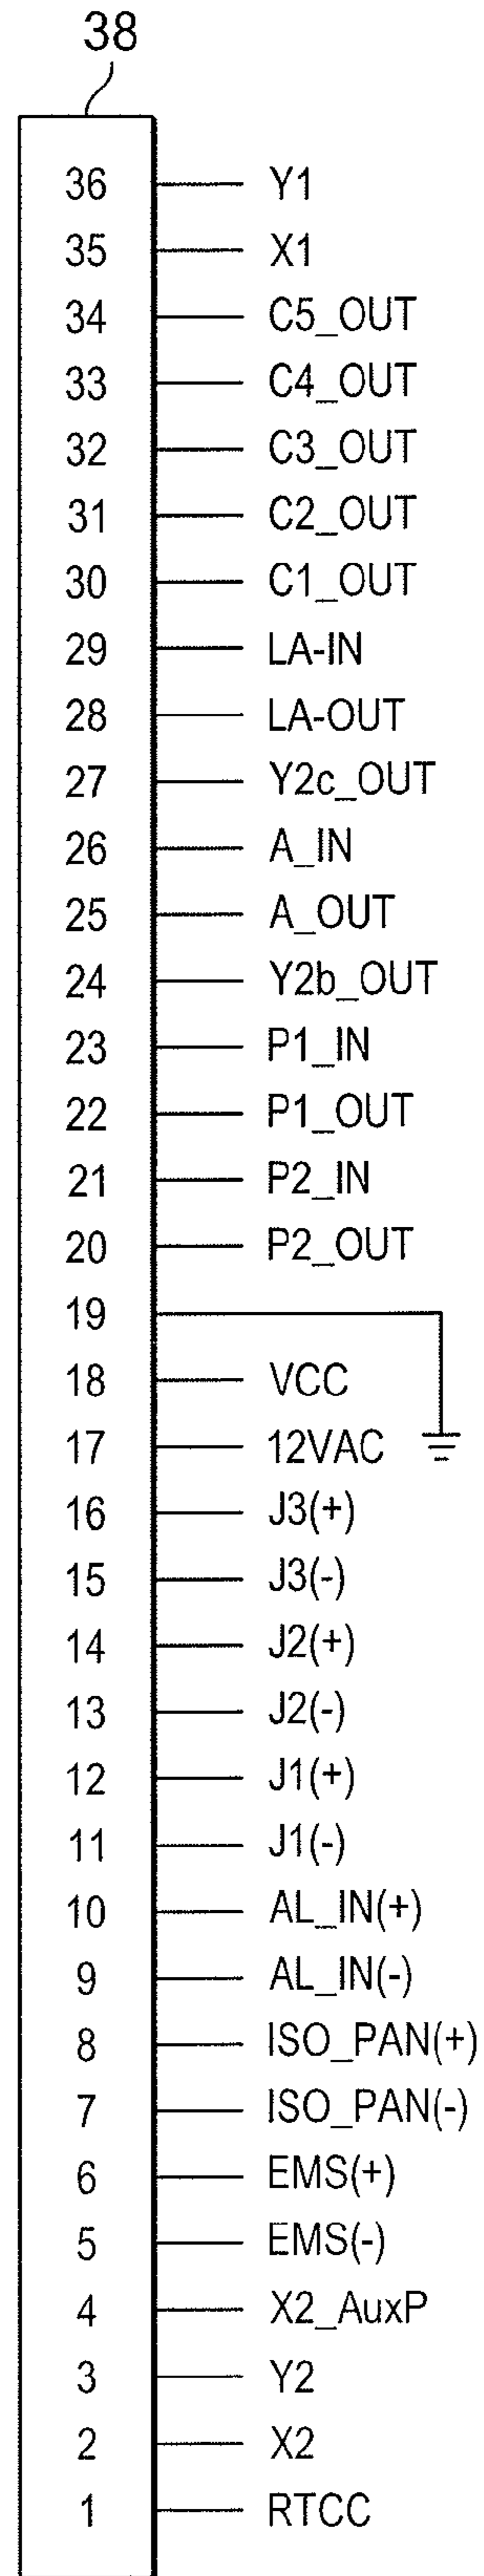 38
36 Y1
35 X1
34 C5_OUT
33 C4_OUT
32 C3_OUT
31 C2_OUT
30 C1_OUT
29 LA-IN
28 LA-OUT
27 Y2c_OUT
26 A_IN
25 A_OUT
24 Y2b_OUT
23 P1_IN
22 P1_OUT
21 P2_IN
20 P2_OUT
19
18 VCC
17 12VAC
16 J3(+)
15 J3(-)
14 J2(+)
13 J2(-)
12 J1(+)
11 J1(-)
10 AL_IN(+)
9 AL_IN(-)
8 ISO_PAN(+)
7 ISO_PAN(-)
6 EMS(+)
5 EMS(-)
4 X2_AuxP
3 Y2
2 X2
1 RTCC